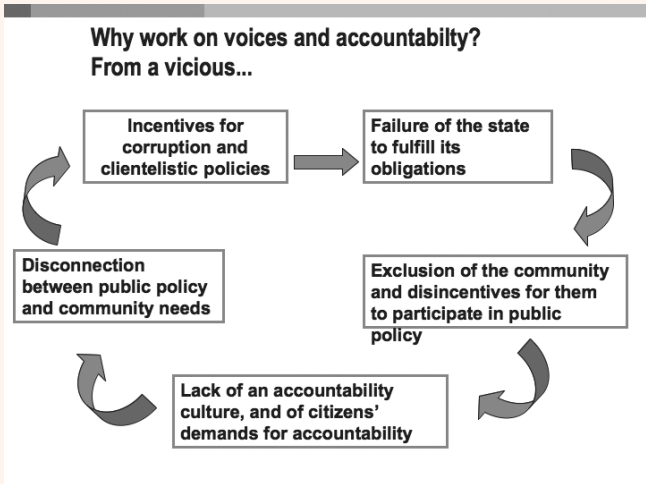 Why work on voices and accountabilty?
From a vicious...
Incentives for
corruption and
clientelistic policies
Failure of the state
to fulfill its
obligations
Exclusion of the community
and disincentives for them
to participate in public
policy
Lack of an accountability
culture, and of citizens'
demands for accountability
Disconnection
between public policy
and community needs